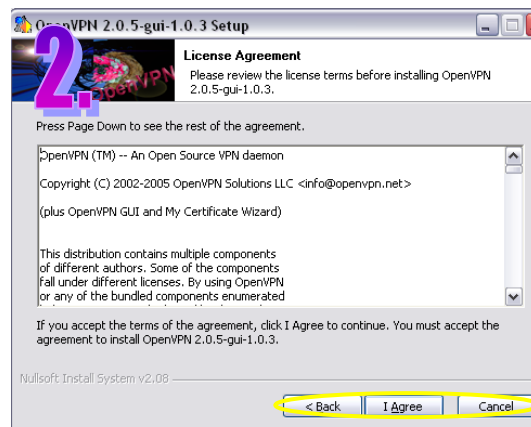 OpenVPN 2.0.5-gui-1.0.3 Setup
2.
OpenVPN
License Agreement
Please review the license terms before installing OpenVPN
2.0.5-gui-1.0.3.
Press Page Down to see the rest of the agreement.
OpenVPN (TM) -- An Open Source VPN daemon
Copyright (C) 2002-2005 OpenVPN Solutions LLC <info@openvpn.net>
(plus OpenVPN GUI and My Certificate Wizard)
This distribution contains multiple components
of different authors. Some of the components
fall under different licenses. By using OpenVPN
or any of the bundled components enumerated
If you accept the terms of the agreement, click I Agree to continue. You must accept the
agreement to install OpenVPN 2.0.5-gui-1.0.3.
Nullsoft Install System v2.08
< Back I Agree Cancel